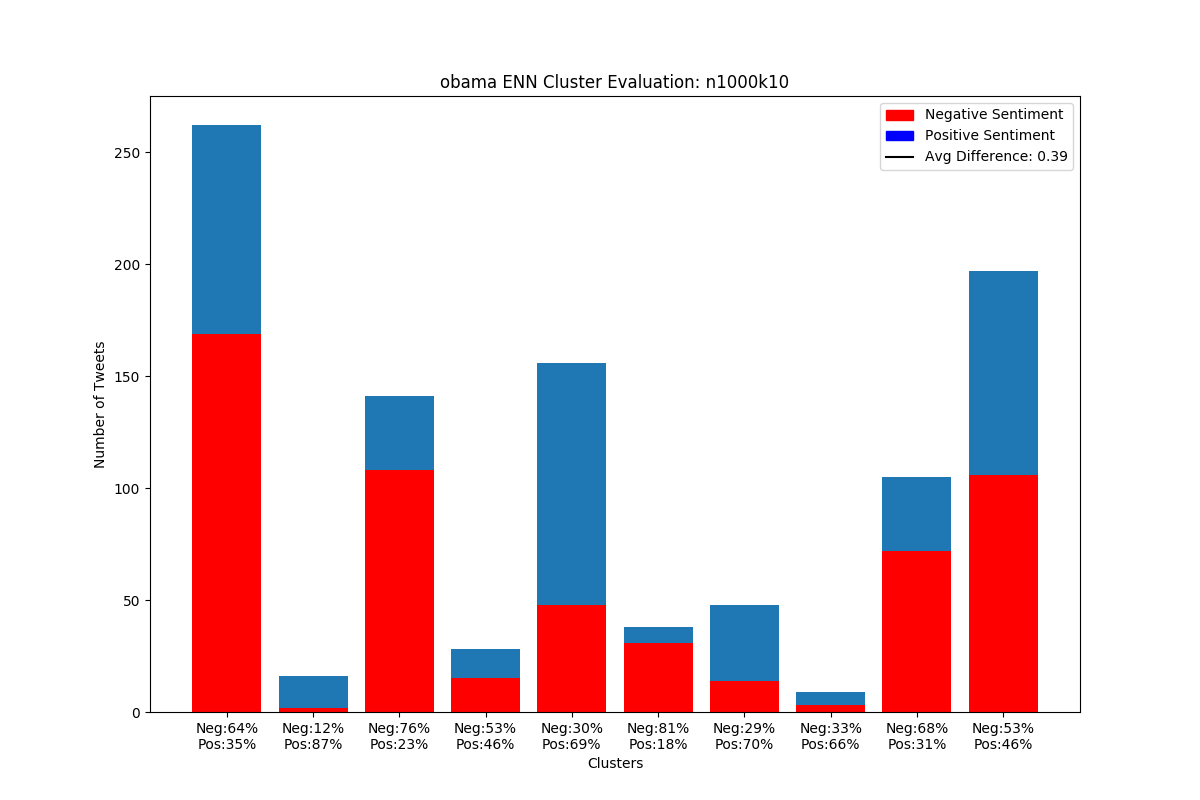 obama ENN Cluster Evaluation: n1000k10
Negative Sentiment
Positive Sentiment
Avg Difference: 0.39
Number of Tweets
250
200
150
100
50
0
Neg:64%
Pos:35%
Neg:12%
Pos:87%
Neg:76%
Pos:23%
Neg:53%
Pos:46%
Neg:30%
Pos:69%
Neg:81%
Pos:18%
Neg:29%
Pos:70%
Neg:33%
Pos:66%
Neg:68%
Pos:31%
Neg:53%
Pos:46%
Clusters